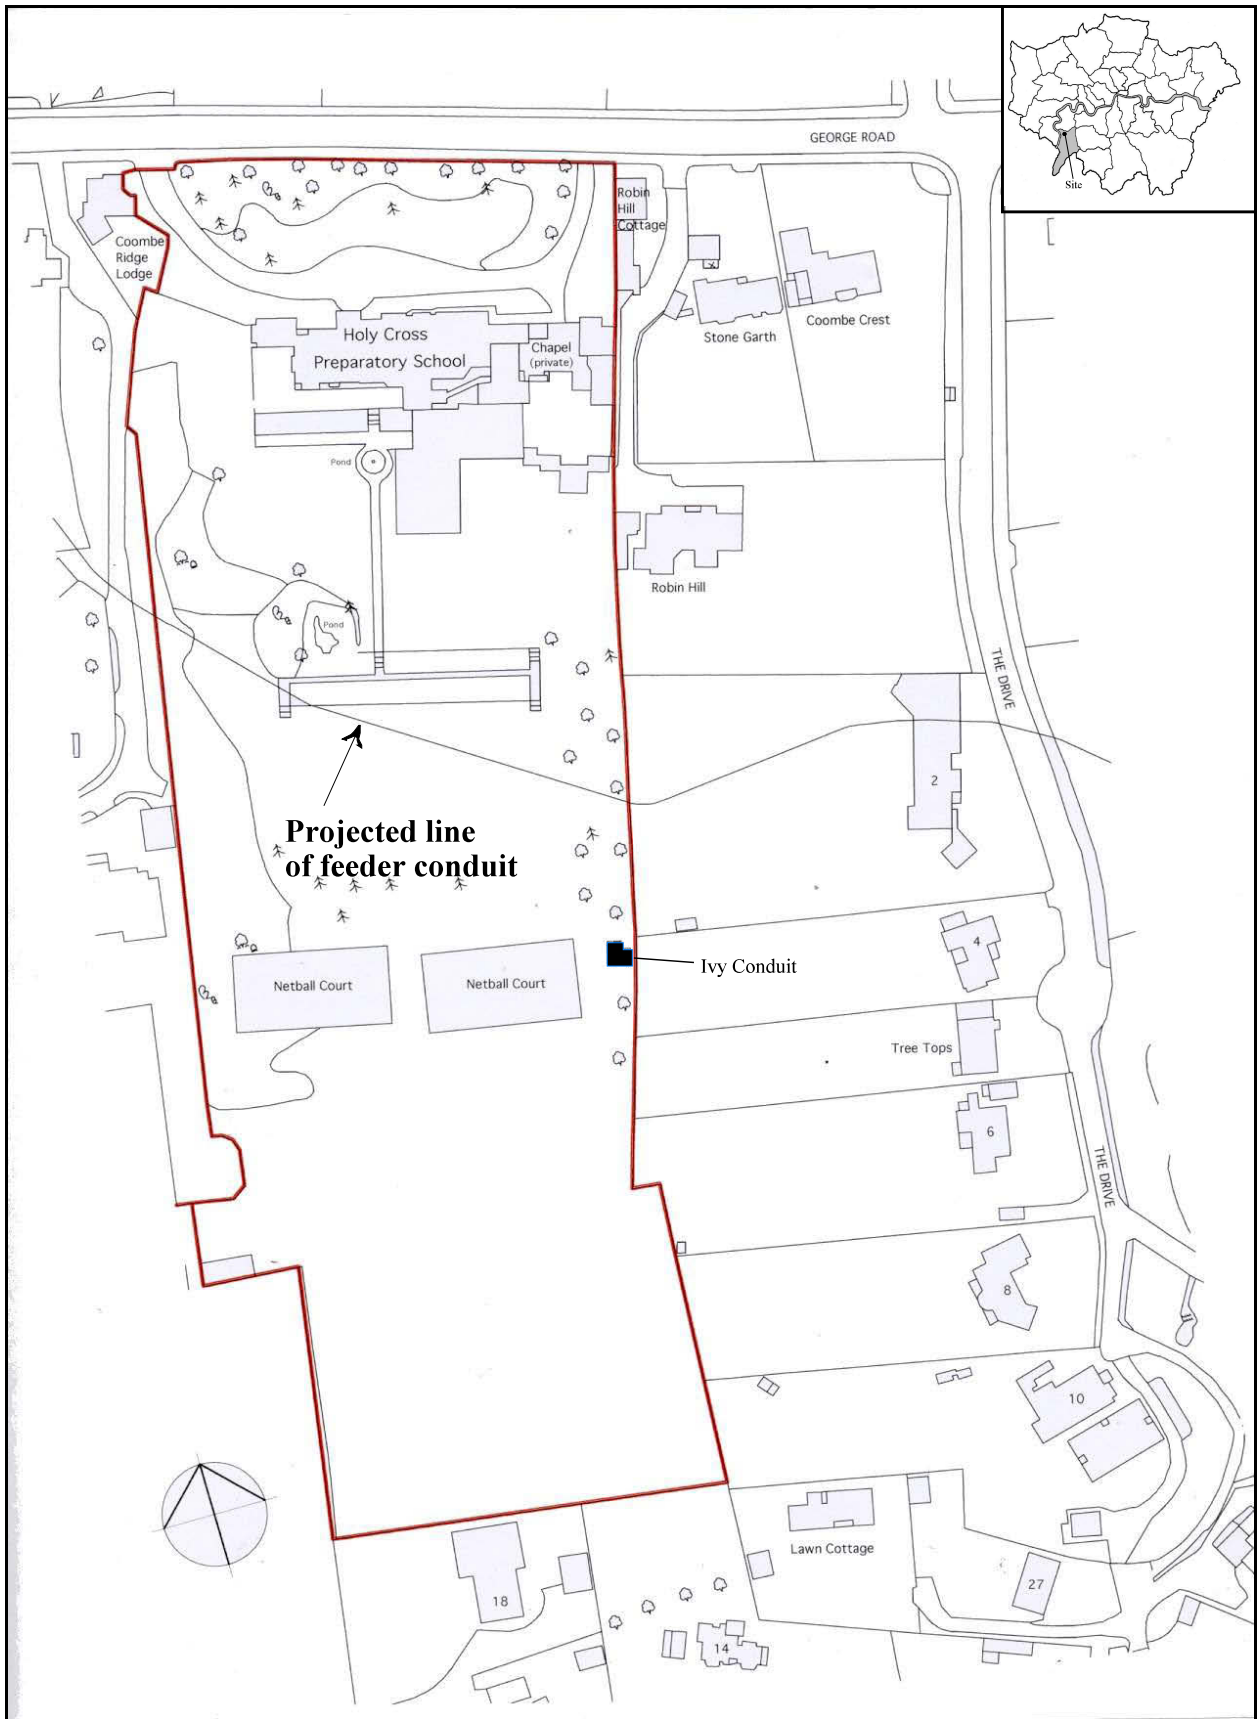 GEORGE ROAD
Site
Robin
Hill
Cottage
Coombe
Ridge
Lodge
Stone Garth
Coombe Crest
Holy Cross
Preparatory School
Chapel
(private)
Pond
Robin Hill
Pond
THE DRIVE
2
Projected line
of feeder conduit
4
Ivy Conduit
Netball Court
Netball Court
Tree Tops
6
THE DRIVE
8
10
Lawn Cottage
27
18
14